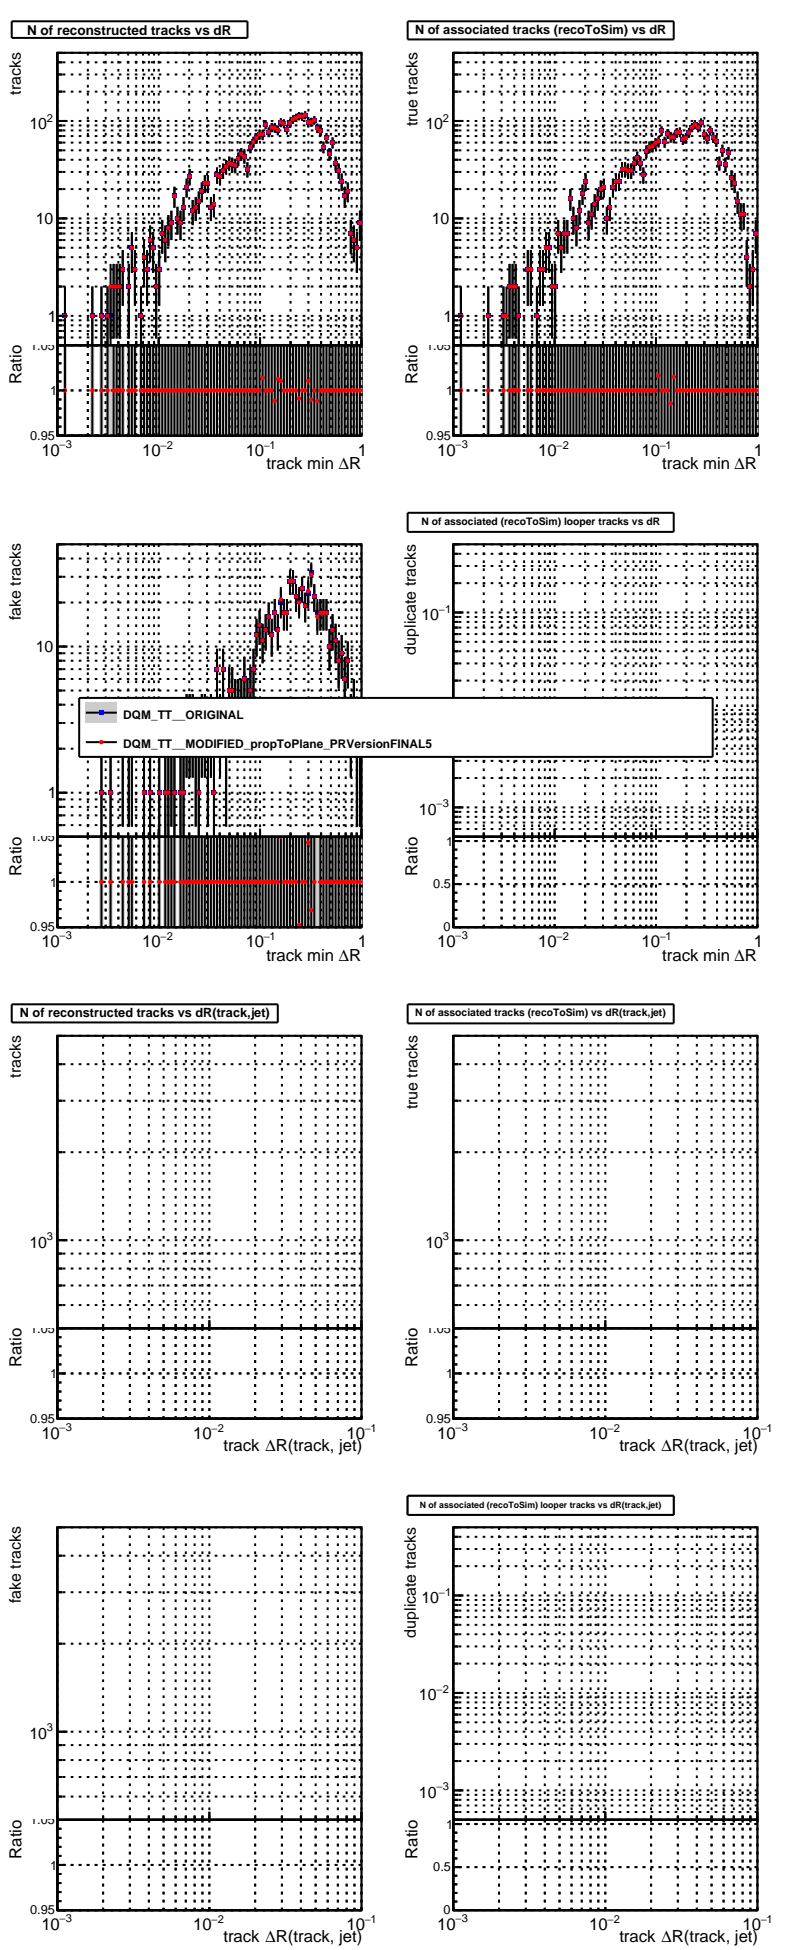 N of reconstructed tracks vs dR
tracks
10²
10
1
1.05
Ratio
1
0.95
10⁻³
10⁻²
10⁻¹
1
track min ΔR
N of associated tracks (recoToSim) vs dR
true tracks
10²
10
1
1.05
Ratio
1
0.95
10⁻³
10⁻²
10⁻¹
1
track min ΔR
fake tracks
10
1
1.05
Ratio
1
0.95
10⁻³
10⁻²
10⁻¹
1
track min ΔR
N of associated (recoToSim) looper tracks vs dR
duplicate tracks
10⁻¹
10⁻³
1
Ratio
0.5
0
10⁻³
10⁻²
10⁻¹
1
track min ΔR
DQM_TT__ORIGINAL
DQM_TT__MODIFIED_propToPlane_PRVersionFINAL5
N of reconstructed tracks vs dR(track,jet)
tracks
10³
1.05
Ratio
1
0.95
10⁻³
10⁻²
10⁻¹
track ΔR(track, jet)
N of associated tracks (recoToSim) vs dR(track,jet)
true tracks
10³
1.05
Ratio
1
0.95
10⁻³
10⁻²
10⁻¹
track ΔR(track, jet)
fake tracks
10³
1.05
Ratio
1
0.95
10⁻³
10⁻²
10⁻¹
track ΔR(track, jet)
N of associated (recoToSim) looper tracks vs dR(track,jet)
duplicate tracks
10⁻¹
10⁻²
10⁻³
1
Ratio
0.5
0
10⁻³
10⁻²
10⁻¹
track ΔR(track, jet)